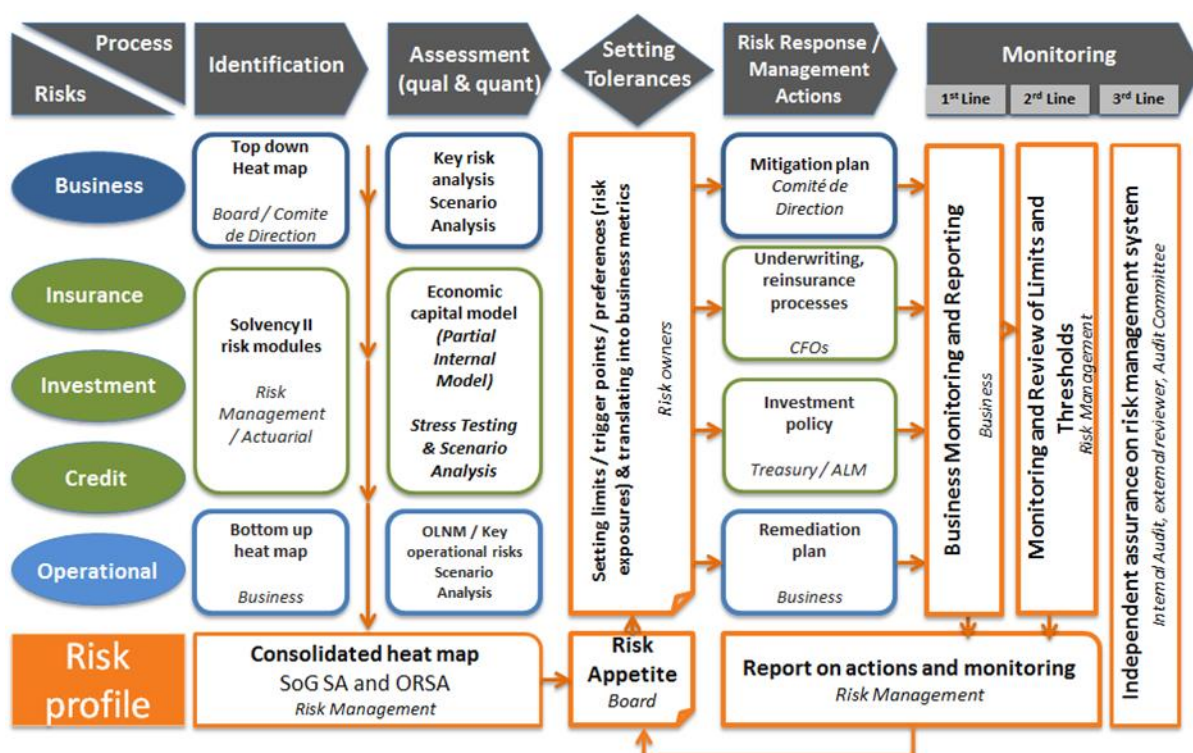 Process
Risks
Identification
Assessment
(qual & quant)
Setting
Tolerances
Risk Response /
Management
Actions
Monitoring
1st Line
2rd Line
3rd Line
Business
Top down
Heat map
Board / Comite
de Direction
Key risk
analysis
Scenario
Analysis
Mitigation plan
Comité de
Direction
Insurance
Investment
Credit
Solvency II
risk modules
Risk
Management
/ Actuarial
Economic
capital model
(Partial
Internal
Model)
Stress Testing
& Scenario
Analysis
Underwriting,
reinsurance
processes
CFOs
Investment
policy
Treasury / ALM
Operational
Bottom up
heat map
Business
OLNM / Key
operational risks
Scenario
Analysis
Remediation
plan
Business
Setting limits / trigger points / preferences (risk
exposures) & translating into business metrics
Risk owners
Business Monitoring and Reporting
Business
Monitoring and Review of Limits and
Thresholds
Risk Management
Independent assurance on risk management system
Internal Audit, external reviewer, Audit Committee
Risk
profile
Consolidated heat map
SoG SA and ORSA
Risk Management
Risk
Appetite
Board
Report on actions and monitoring
Risk Management